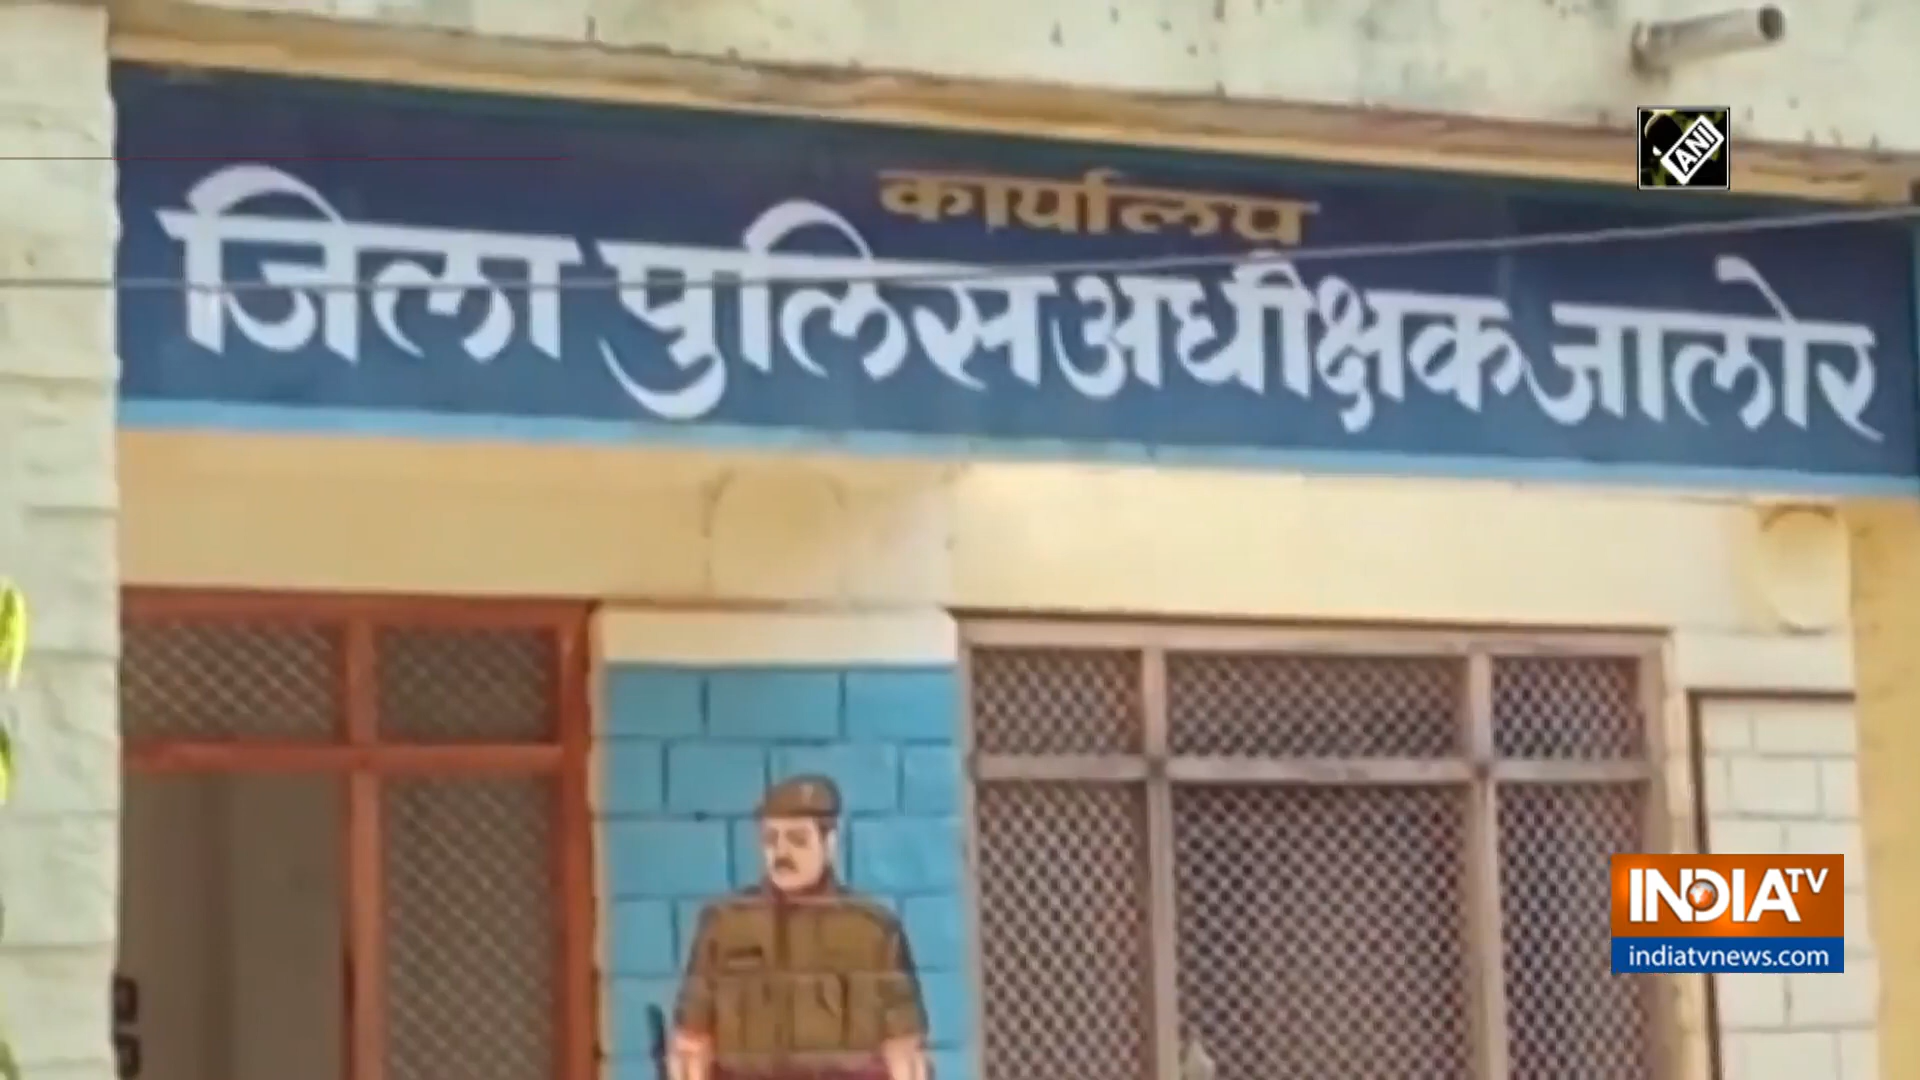 कार्यालय
जिला पुलिस अधीक्षक जालोर
ANI
INDIA TV
indiatvnews.com